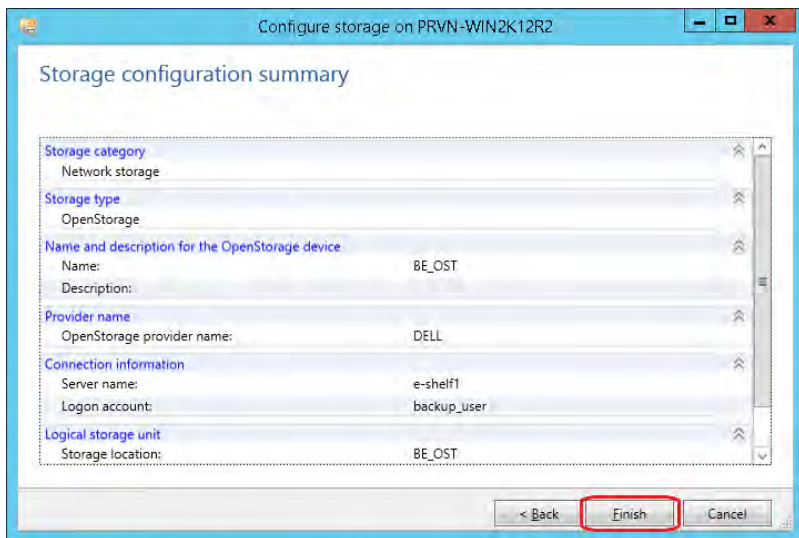 Configure storage on PRVN-WIN2K12R2
Storage configuration summary
Storage category
Network storage
Storage type
OpenStorage
Name and description for the OpenStorage device
Name: BE_OST
Description:
Provider name
OpenStorage provider name: DELL
Connection information
Server name: e-shelf1
Logon account: backup_user
Logical storage unit
Storage location: BE_OST
< Back Finish Cancel